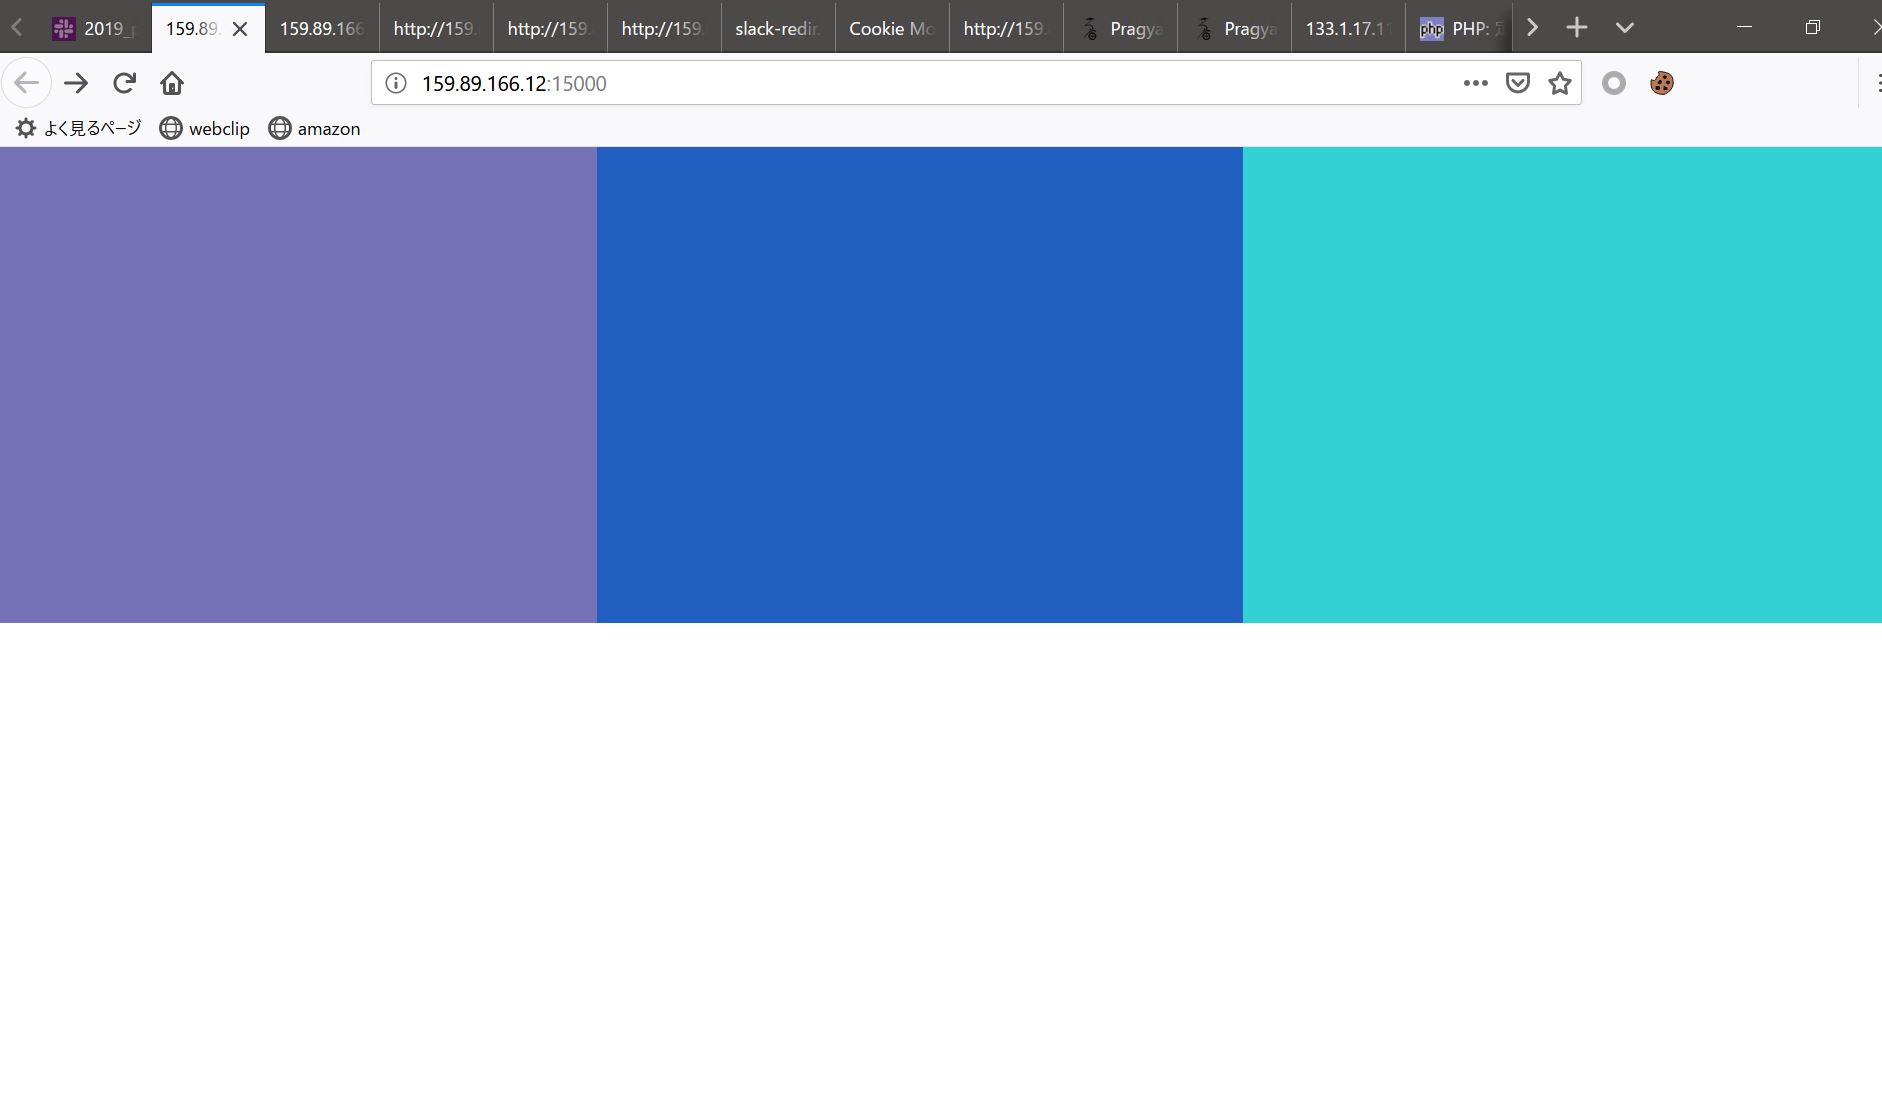 2019_p
159.89.
159.89.166
http://159.
http://159.
http://159.
slack-redir.
Cookie Mo
http://159.
Pragya
Pragya
133.1.17.11
php PHP:
159.89.166.12:15000
よく見るページ
webclip
amazon